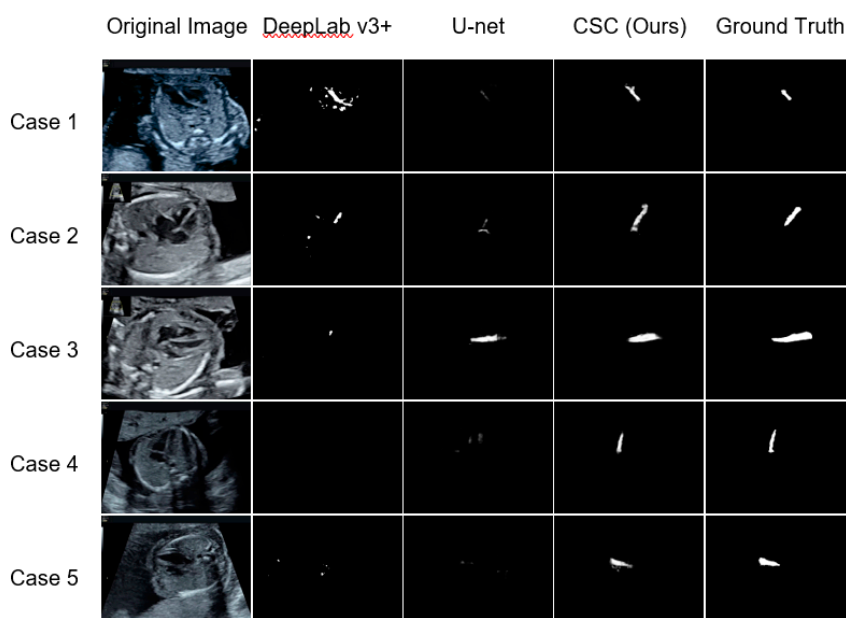 Original Image DeepLab v3+ U-net CSC (Ours) Ground Truth
Case 1
Case 2
Case 3
Case 4
Case 5